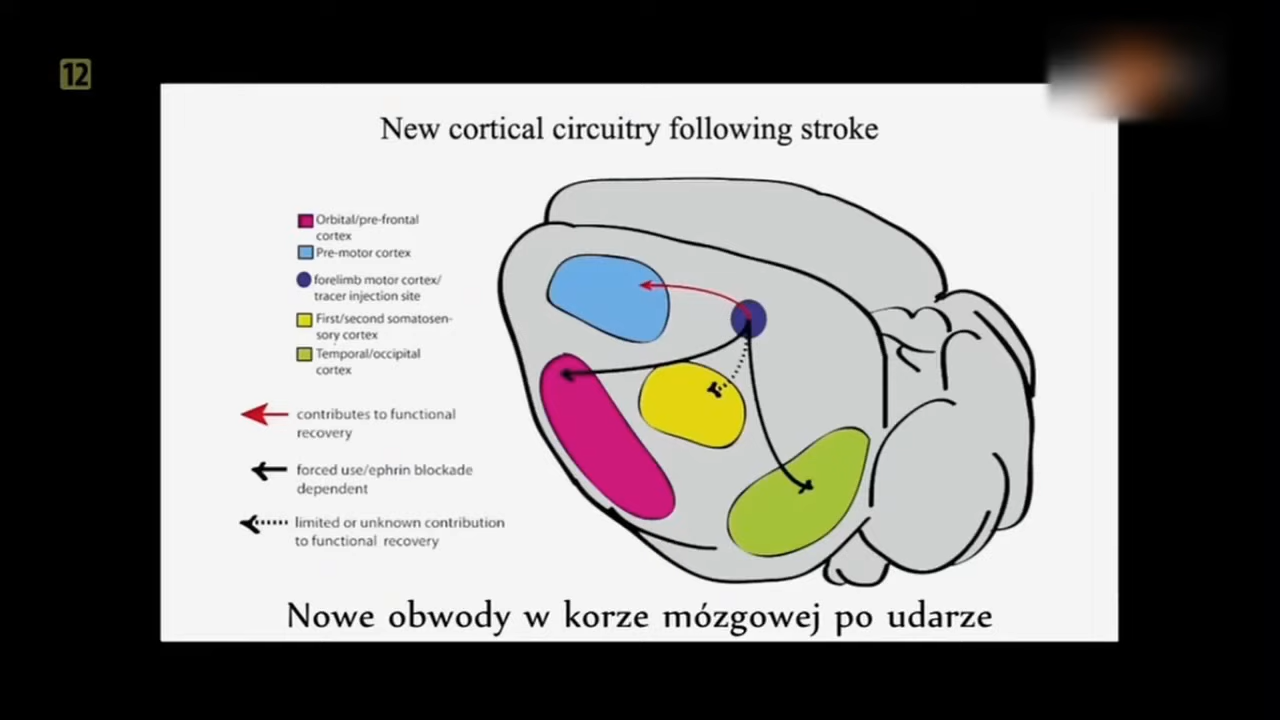 12
New cortical circuitry following stroke
Orbital/pre-frontal
cortex
Pre-motor cortex
forelimb motor cortex/
tracer injection site
First/second somatosen-
sory cortex
Temporal/occipital
cortex
contributes to functional
recovery
forced use/ephrin blockade
dependent
limited or unknown contribution
to functional recovery
Nowe obwody w korze mózgowej po udarze